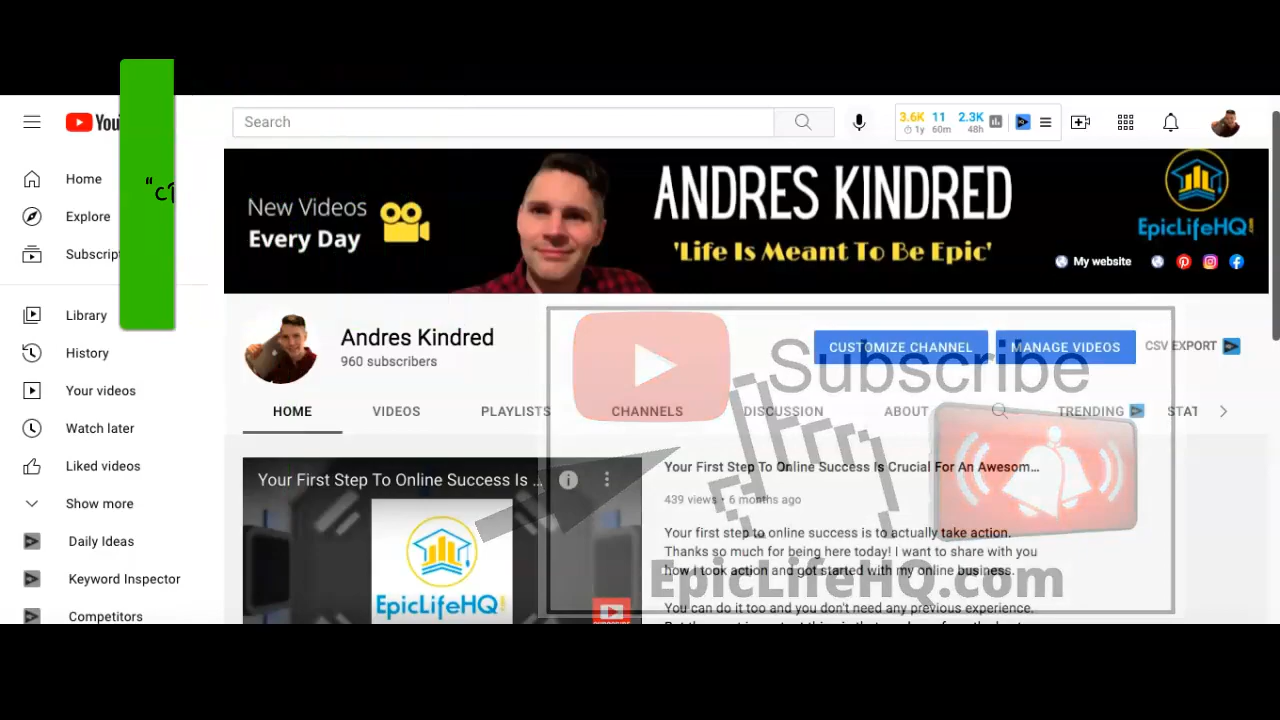 You
Search
3.6K 11 2.3K
1y 60m 48h
Home
Explore
Subscript
Library
History
Your videos
Watch later
Liked videos
Show more
Daily Ideas
Keyword Inspector
Competitors
New Videos
Every Day
ANDRES KINDRED
'Life Is Meant To Be Epic'
EpicLifeHQ
My website
Andres Kindred
960 subscribers
CUSTOMIZE CHANNEL
MANAGE VIDEOS
CSV EXPORT
Subscribe
HOME VIDEOS PLAYLISTS CHANNELS DISCUSSION ABOUT TRENDING STAT
Your First Step To Online Success Is ...
EpicLifeHQ
Your First Step To Online Success Is Crucial For An Awesom...
439 views • 6 months ago
Your first step to online success is to actually take action.
Thanks so much for being here today! I want to share with you
how I took action and got started with my online business.
EpicLifeHQ.com
You can do it too and you don't need any previous experience.